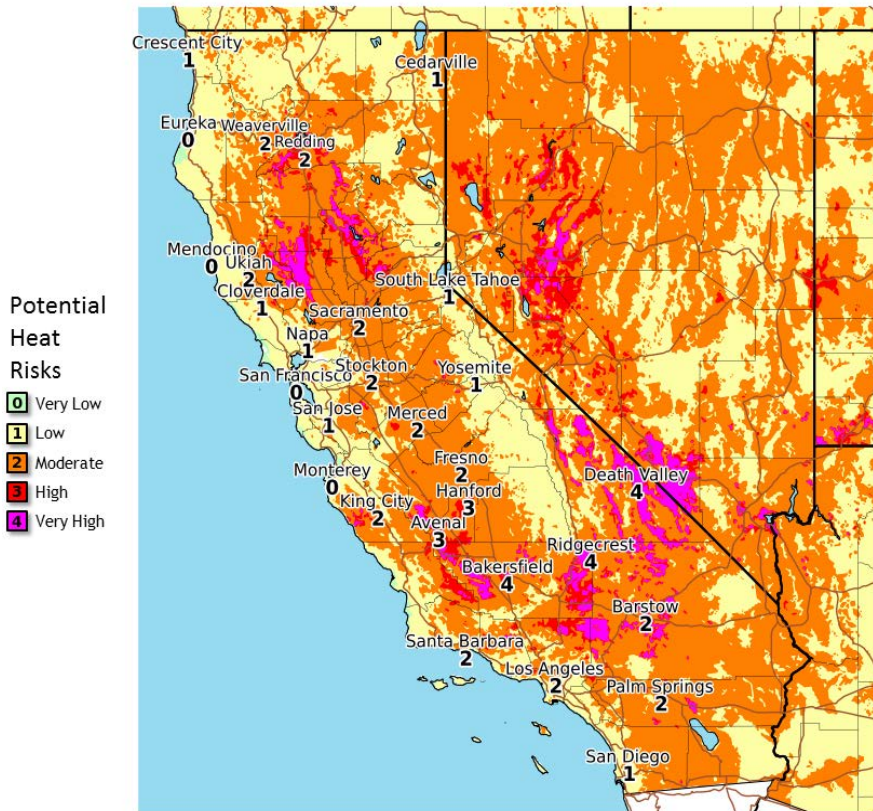 Crescent City
1
Cedarville
1
Eureka
0
Weaverville
2
Redding
2
Mendocino
0
Ukiah
2
Cloverdale
1
South Lake Tahoe
1
Sacramento
2
Napa
1
San Francisco
0
Stockton
2
Yosemite
1
San Jose
1
Merced
2
Fresno
2
Monterey
0
Hanford
3
King City
2
Avenal
3
Death Valley
4
Ridgecrest
4
Bakersfield
4
Barstow
2
Santa Barbara
2
Los Angeles
2
Palm Springs
2
San Diego
1
Potential
Heat
Risks
0 Very Low
1 Low
2 Moderate
3 High
4 Very High